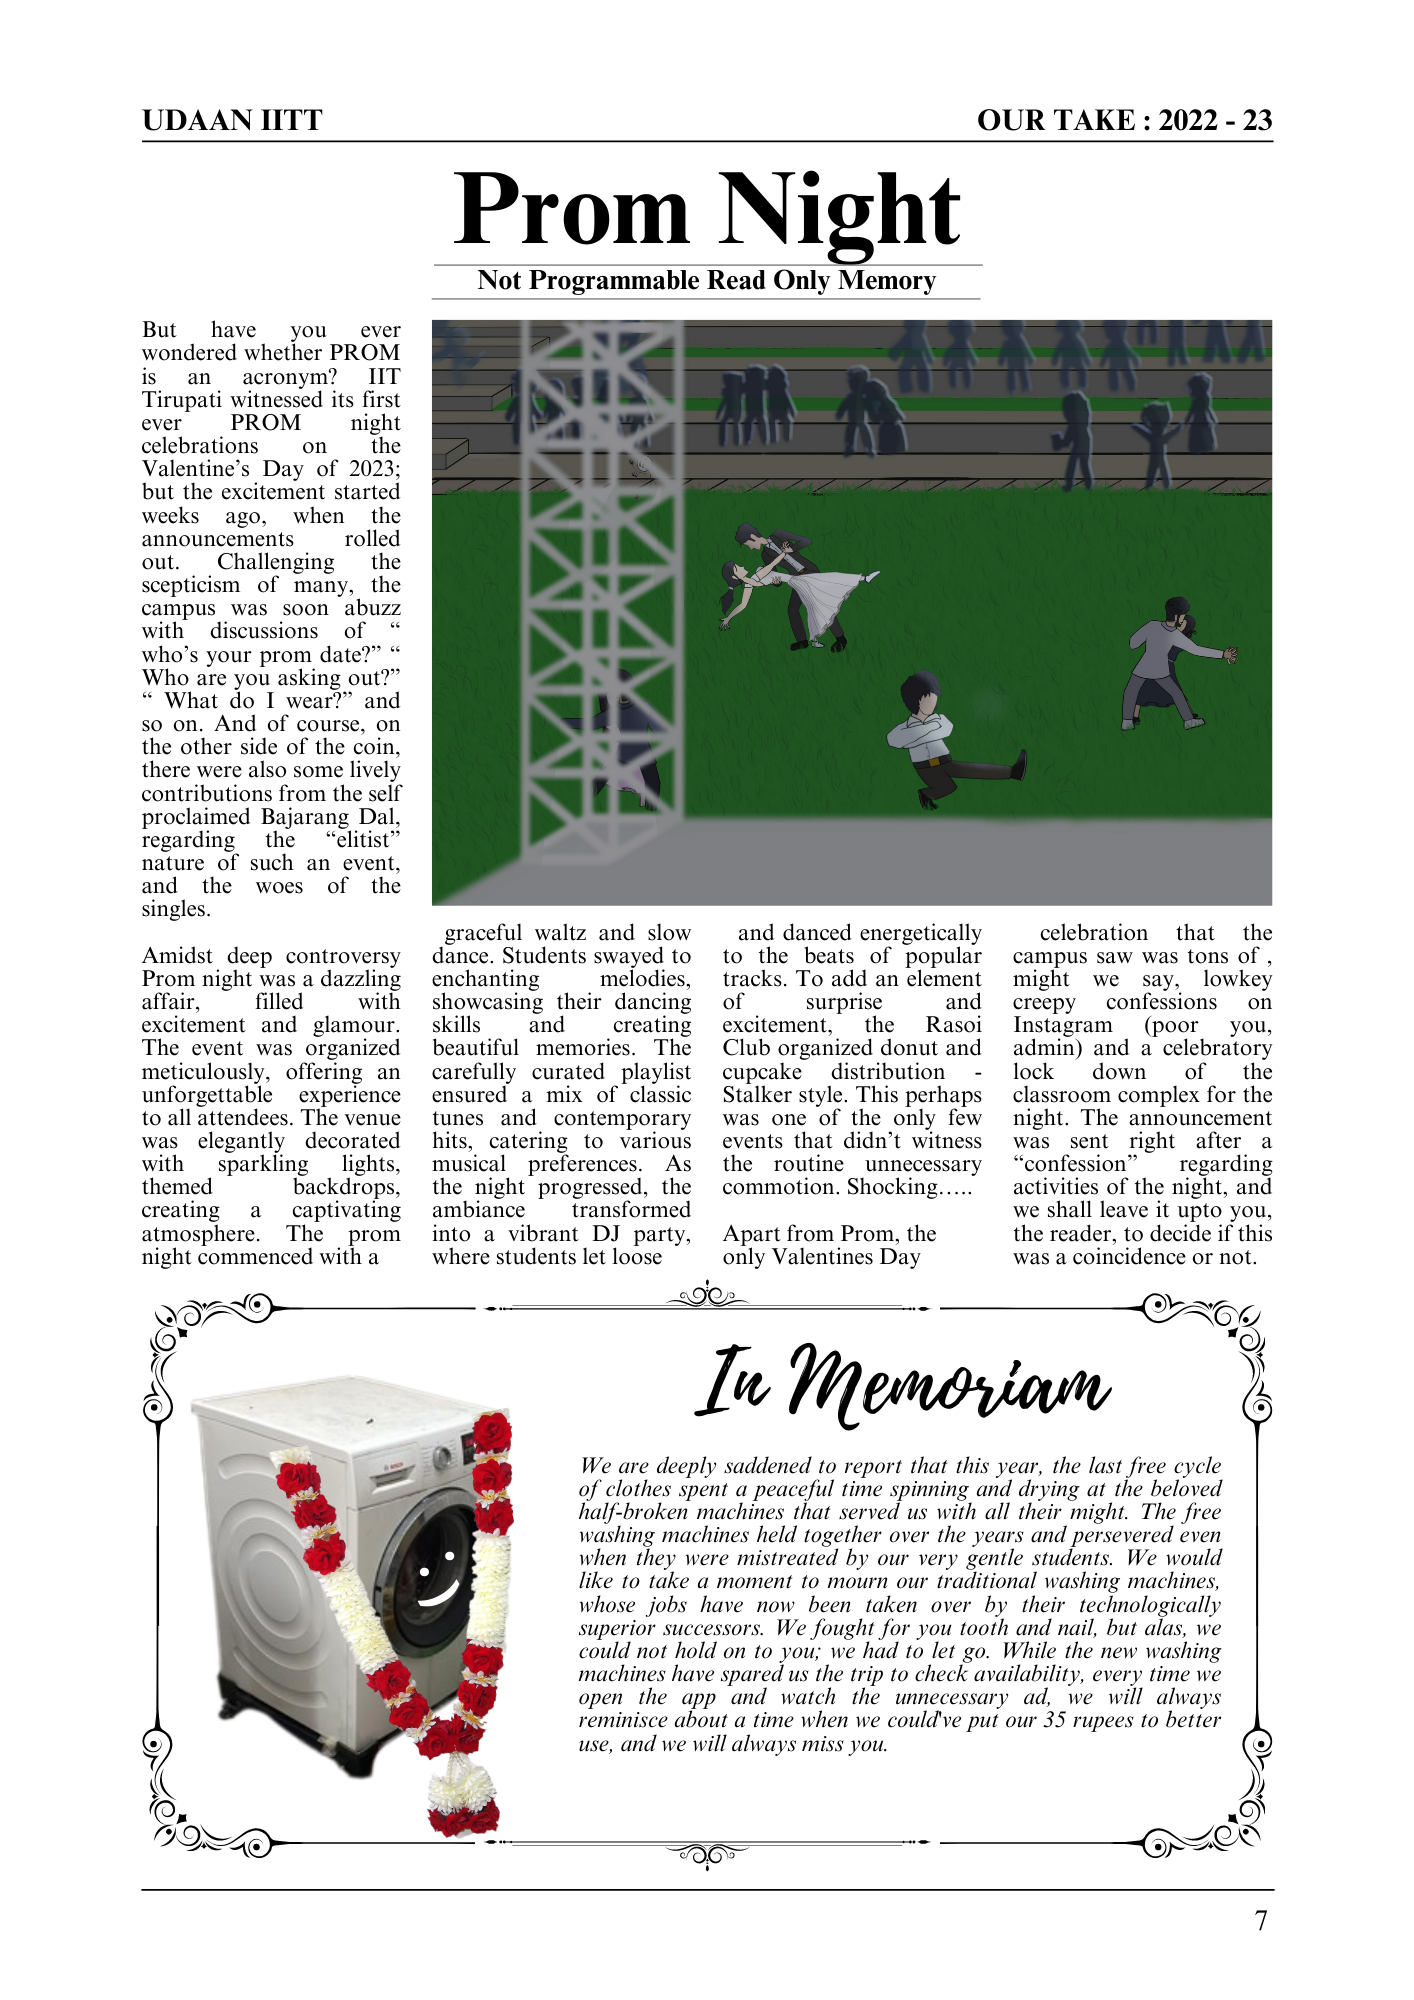 UDAAN IITT
OUR TAKE : 2022 - 23
Prom Night
Not Programmable Read Only Memory
But have you ever
wondered whether PROM
is an acronym? IIT
Tirupati witnessed its first
ever PROM night
celebrations on the
Valentine's Day of 2023;
but the excitement started
weeks ago, when the
announcements rolled
out. Challenging the
scepticism of many, the
campus was soon abuzz
with discussions of “
who's your prom date?” “
Who are you asking out?”
“ What do I wear?” and
so on. And of course, on
the other side of the coin,
there were also some lively
contributions from the self
proclaimed Bajarang Dal,
regarding the “elitist”
nature of such an event,
and the woes of the
singles.
Amidst deep controversy
Prom night was a dazzling
affair, filled with
excitement and glamour.
The event was organized
meticulously, offering an
unforgettable experience
to all attendees. The venue
was elegantly decorated
with sparkling lights,
themed backdrops,
creating a captivating
atmosphere. The prom
night commenced with a
graceful waltz and slow
dance. Students swayed to
enchanting melodies,
showcasing their dancing
skills and creating
beautiful memories. The
carefully curated playlist
ensured a mix of classic
tunes and contemporary
hits, catering to various
musical preferences. As
the night progressed, the
ambiance transformed
into a vibrant DJ party,
where students let loose
and danced energetically
to the beats of popular
tracks. To add an element
of surprise and
excitement, the Rasoi
Club organized donut and
cupcake distribution -
Stalker style. This perhaps
was one of the only few
events that didn't witness
the routine unnecessary
commotion. Shocking…..
Apart from Prom, the
only Valentines Day
celebration that the
campus saw was tons of ,
might we say, lowkey
creepy confessions on
Instagram (poor you,
admin) and a celebratory
lock down of the
classroom complex for the
night. The announcement
was sent right after a
“confession” regarding
activities of the night, and
we shall leave it upto you,
the reader, to decide if this
was a coincidence or not.
In Memoriam
We are deeply saddened to report that this year, the last free cycle
of clothes spent a peaceful time spinning and drying at the beloved
half-broken machines that served us with all their might. The free
washing machines held together over the years and persevered even
when they were mistreated by our very gentle students. We would
like to take a moment to mourn our traditional washing machines,
whose jobs have now been taken over by their technologically
superior successors. We fought for you tooth and nail, but alas, we
could not hold on to you; we had to let go. While the new washing
machines have spared us the trip to check availability, every time we
open the app and watch the unnecessary ad, we will always
reminisce about a time when we could've put our 35 rupees to better
use, and we will always miss you.
7